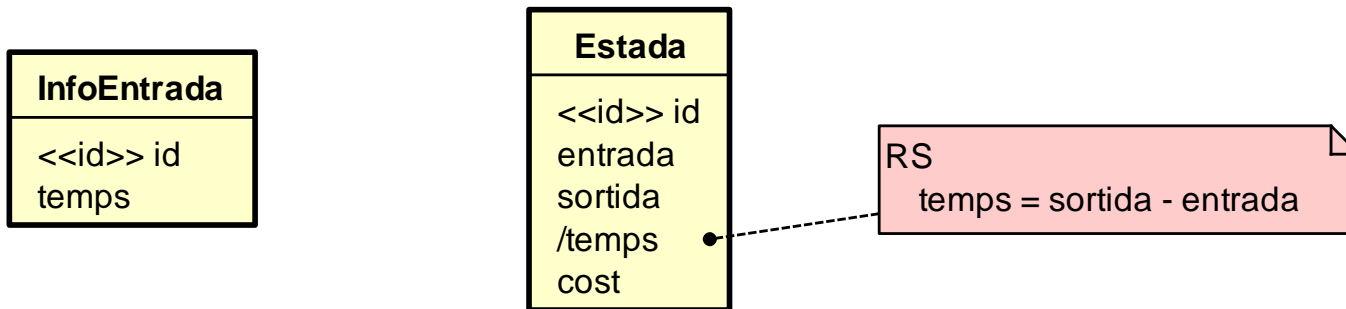 InfoEntrada
<<id>> id
temps
Estada
<<id>> id
entrada
sortida
/temps
cost
RS
temps = sortida - entrada